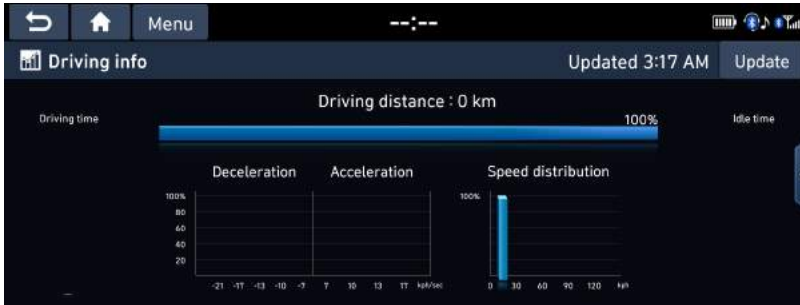 Menu
--:--
Driving info
Updated 3:17 AM
Update
Driving distance : 0 km
Driving time
100%
Idle time
Deceleration
Acceleration
Speed distribution
100%
80
60
40
20
-21 -17 -13 -10 -7 7 10 13 17 kph/sec
100%
0 30 60 90 120 kph